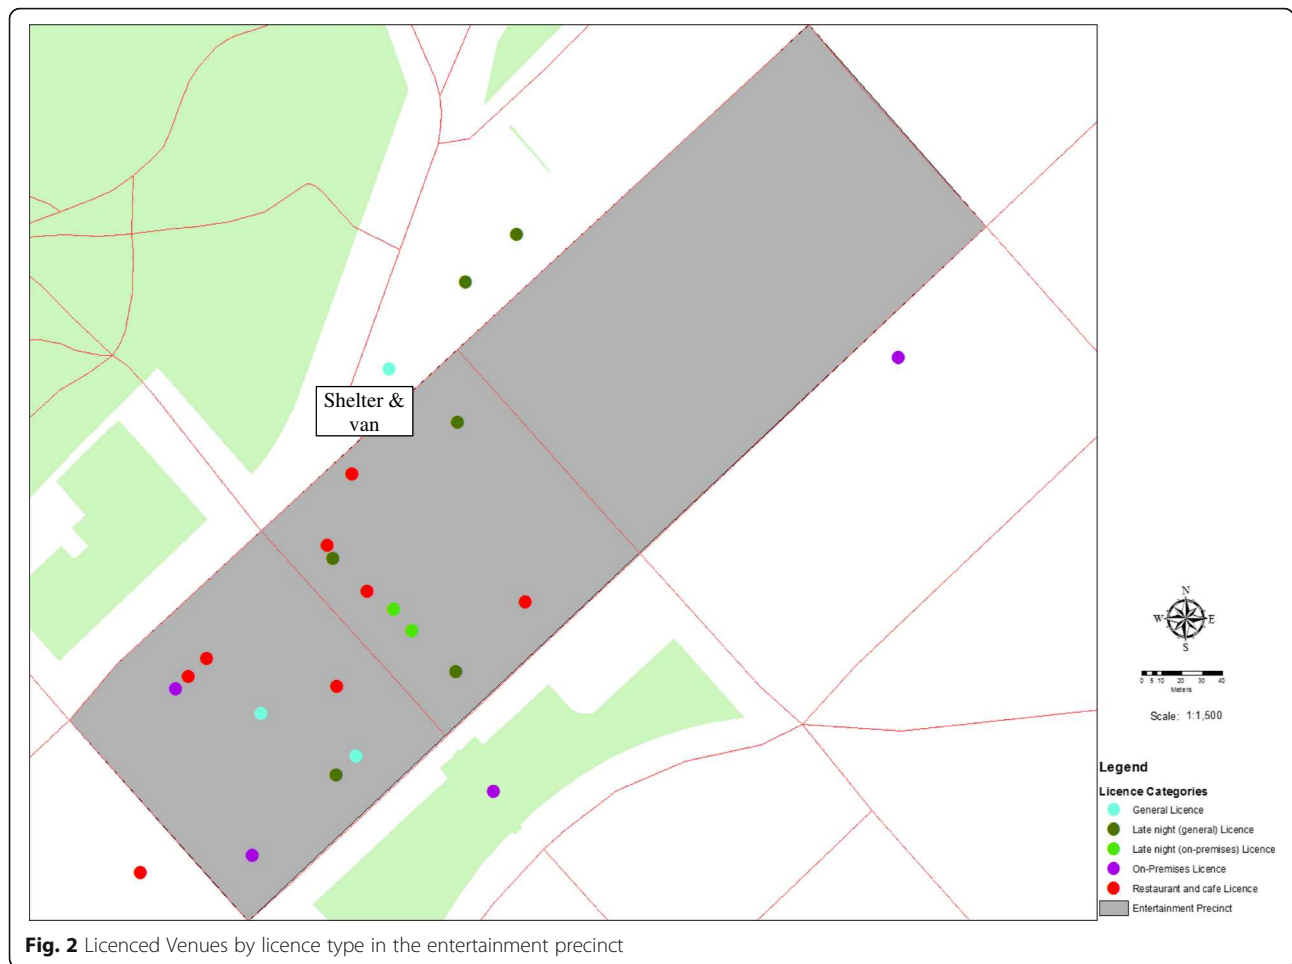 Shelter &
van
N
W E
S
0 5 10 20 30 40
Meters
Scale: 1:1,500
Legend
Licence Categories
General Licence
Late night (general) Licence
Late night (on-premises) Licence
On-Premises Licence
Restaurant and cafe Licence
Entertainment Precinct
Fig. 2 Licenced Venues by licence type in the entertainment precinct